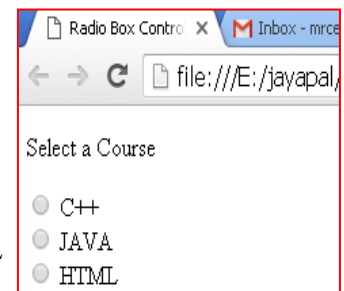 Radio Box Contro
Inbox - mrce
file:///E:/jayapal/
Select a Course
C++
JAVA
HTML